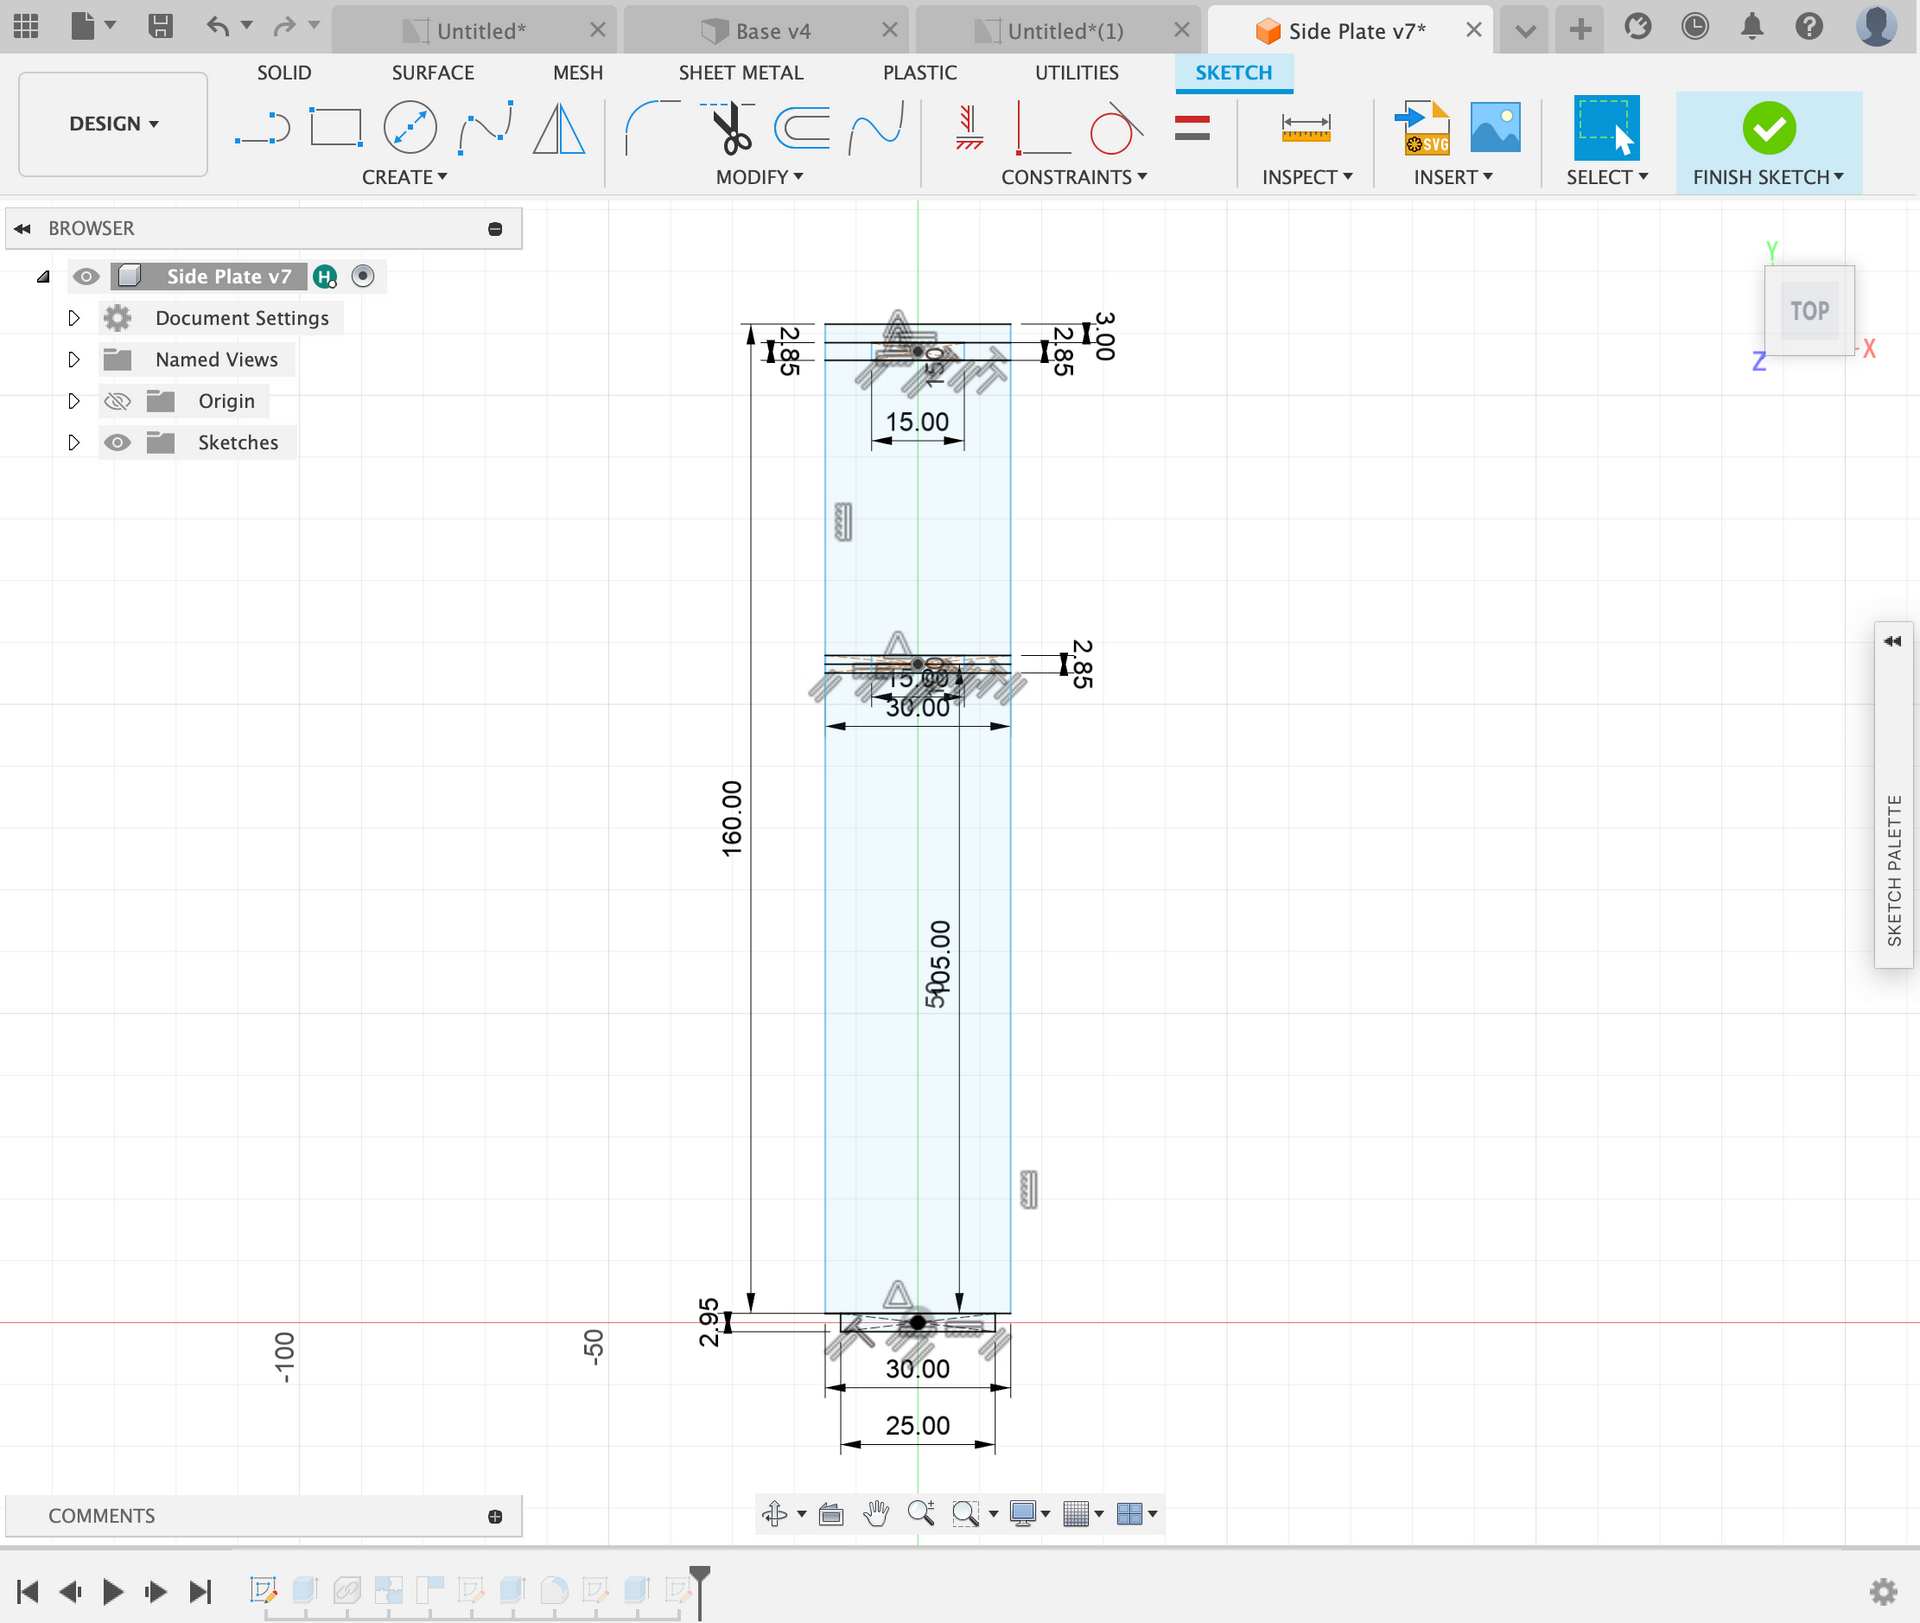 Untitled*
Base v4
Untitled*(1)
Side Plate v7*
SOLID
SURFACE
MESH
SHEET METAL
PLASTIC
UTILITIES
SKETCH
DESIGN
SVG
CREATE
MODIFY
CONSTRAINTS
INSPECT
INSERT
SELECT
FINISH SKETCH
BROWSER
Side Plate v7
H
Document Settings
Named Views
Origin
Sketches
Y
TOP
X
Z
3.00
2.85
2.85
150
15.00
2.85
15.00
30.00
160.00
105.00
50
SKETCH PALETTE
2.95
-100
-50
30.00
25.00
COMMENTS